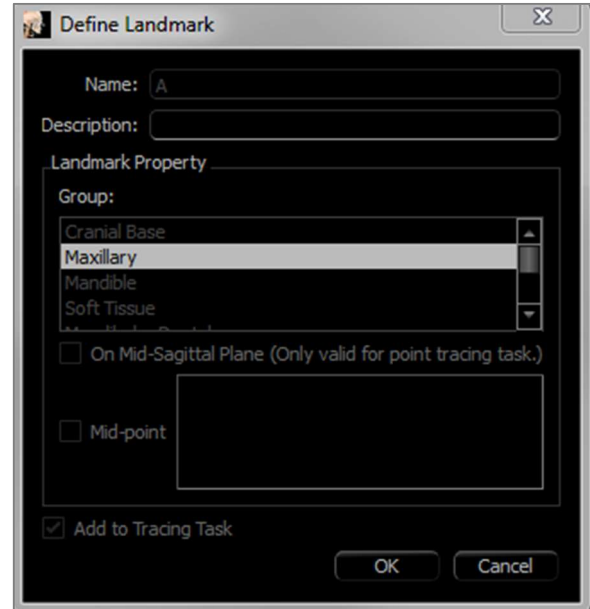 Define Landmark
Name: A
Description:
Landmark Property
Group:
Cranial Base
Maxillary
Mandible
Soft Tissue
On Mid-Sagittal Plane (Only valid for point tracing task.)
Mid-point
Add to Tracing Task
OK Cancel